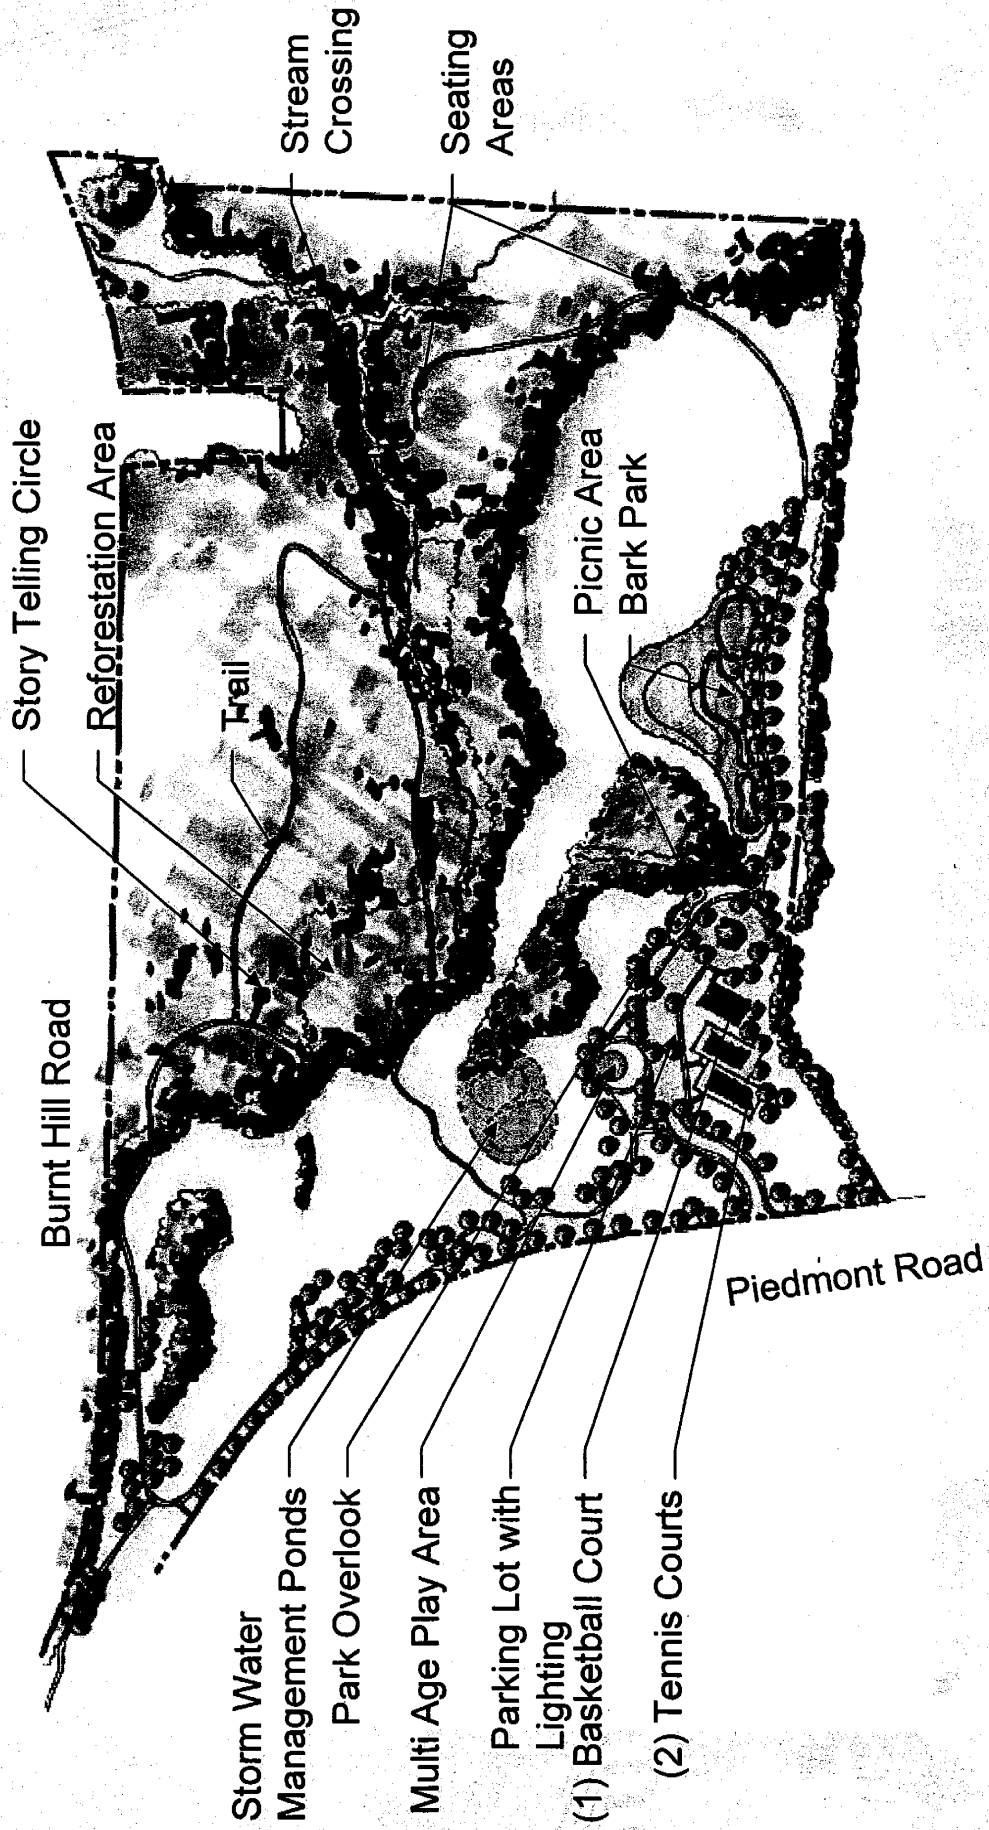 Stream
Crossing
Seating
Areas
Story Telling Circle
Reforestation Area
Trail
Picnic Area
Bark Park
Burnt Hill Road
Piedmont Road
Storm Water
Management Ponds
Park Overlook
Multi Age Play Area
Parking Lot with
Lighting
(1) Basketball Court
(2) Tennis Courts